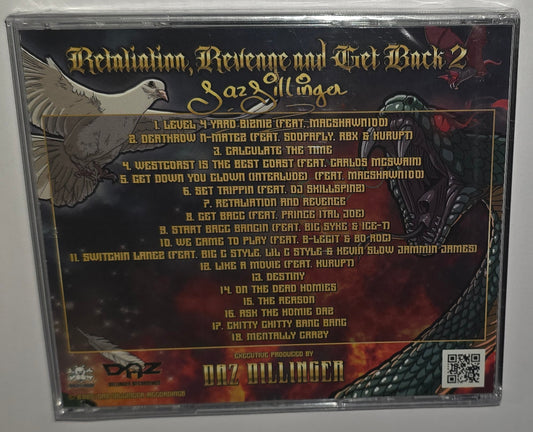 Retaliation, Revenge and Get Back 2
Daz Dillinger
1. LEVEL 4 YARD BIZNIZ (FEAT. MACSHAWN100)
2. DEATHROW N-MATEZ (FEAT. SOOPAFLY, RBX & KURUPT)
3. CALCULATE THE TIME
4. WESTCOAST IS THE BEST COAST (FEAT. CARLOS MCSWAIN)
5. GET DOWN YOU CLOWN (INTERLUDE) (FEAT. MACSHAWN100)
6. SET TRIPPIN (FEAT. DJ SKILLSPINZ)
7. RETALIATION AND REVENGE
8. GET BACC (FEAT. PRINCE ITAL JOE)
9. START BACC BANGIN (FEAT. BIG SYKE & ICE-T)
10. WE CAME TO PLAY (FEAT. B-LEGIT & BO-ROC)
11. SWITCHIN LANEZ (FEAT. BIG C STYLE, LIL C STYLE & KEVIN SLOW JAMMIN JAMES)
12. LIKE A MOVIE (FEAT. KURUPT)
13. DESTINY
14. ON THE DEAD HOMIES
15. THE REASON
16. ASK THE HOMIE DAZ
17. CHITTY CHITTY BANG BANG
18. MENTALLY CRAZY
EXECUTIVE PRODUCED BY
DAZ DILLINGER
DAZ
DILLINGER RECORDINGS